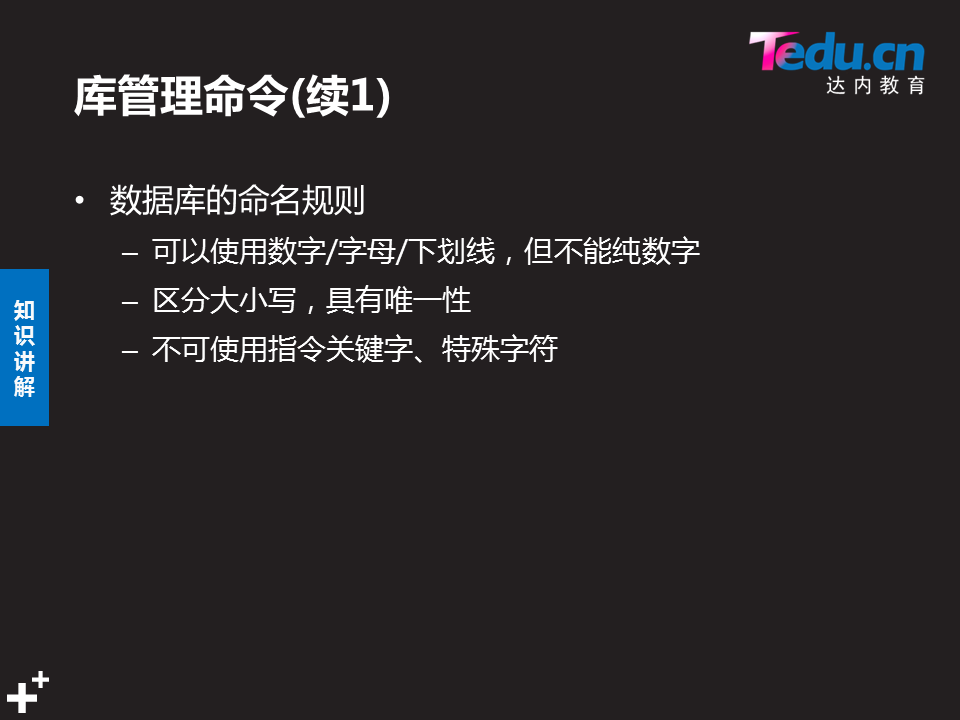 Tedu.cn
达内教育
库管理命令(续1)
• 数据库的命名规则
– 可以使用数字/字母/下划线，但不能纯数字
– 区分大小写，具有唯一性
– 不可使用指令关键字、特殊字符
知
识
讲
解